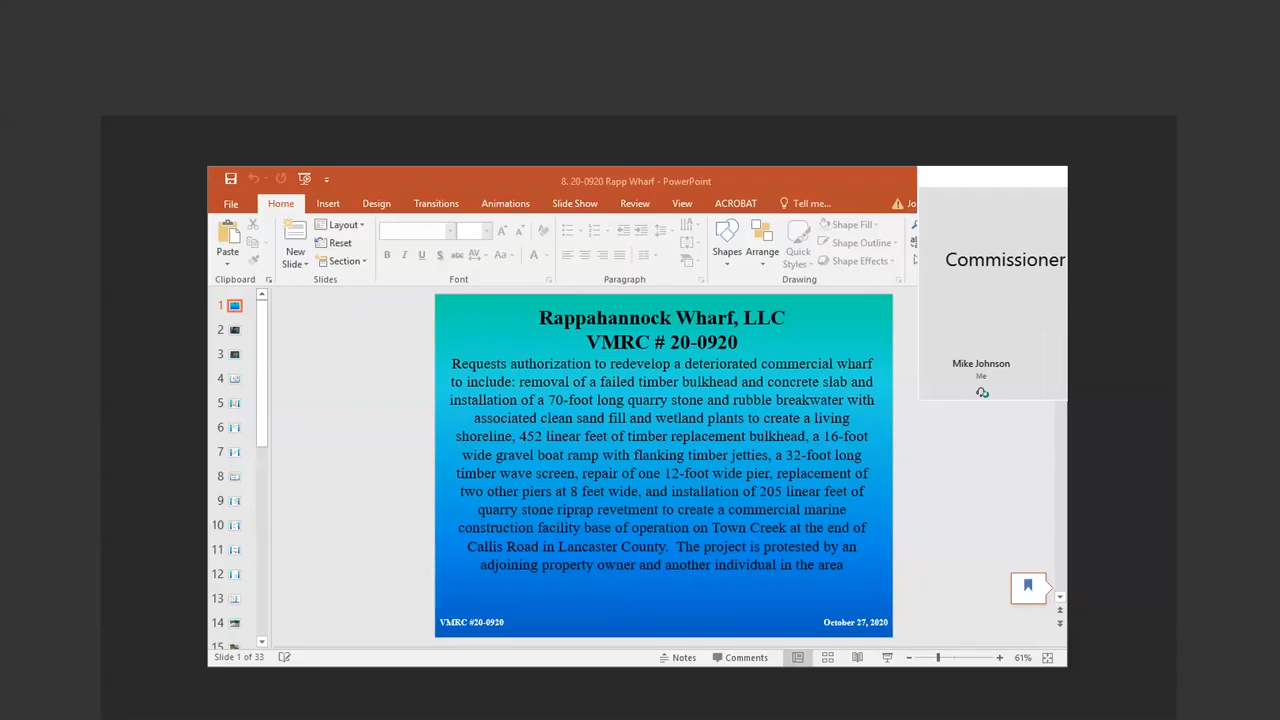 8. 20-0920 Rapp Wharf - PowerPoint
File Home Insert Design Transitions Animations Slide Show Review View ACROBAT Tell me... Jo
Paste
Clipboard
New
Slide
Layout
Reset
Section
Slides
B I U S abc AV Aa A
Font
Paragraph
Shapes Arrange Quick
Styles
Shape Fill
Shape Outline
Shape Effects
Drawing
Commissioner
Mike Johnson
Me
1
2
3
4
5
6
7
8
9
10
11
12
13
14
15
Rappahannock Wharf, LLC
VMRC # 20-0920
Requests authorization to redevelop a deteriorated commercial wharf
to include: removal of a failed timber bulkhead and concrete slab and
installation of a 70-foot long quarry stone and rubble breakwater with
associated clean sand fill and wetland plants to create a living
shoreline, 452 linear feet of timber replacement bulkhead, a 16-foot
wide gravel boat ramp with flanking timber jetties, a 32-foot long
timber wave screen, repair of one 12-foot wide pier, replacement of
two other piers at 8 feet wide, and installation of 205 linear feet of
quarry stone riprap revetment to create a commercial marine
construction facility base of operation on Town Creek at the end of
Callis Road in Lancaster County. The project is protested by an
adjoining property owner and another individual in the area
VMRC #20-0920 October 27, 2020
Slide 1 of 33 Notes Comments 61%